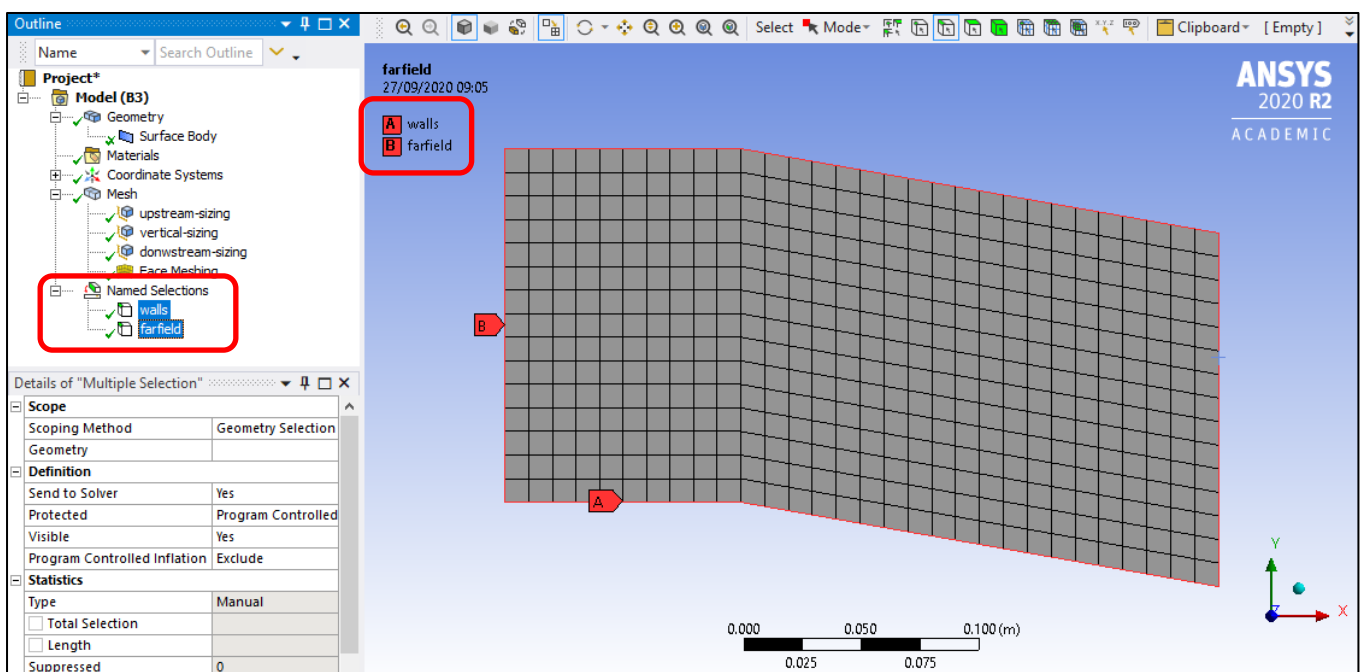 Outline
Name Search Outline
Project*
Model (B3)
Geometry
Surface Body
Materials
Coordinate Systems
Mesh
upstream-sizing
vertical-sizing
donwstream-sizing
Face Meshing
Named Selections
walls
farfield
Details of "Multiple Selection"
Scope
Scoping Method Geometry Selection
Geometry
Definition
Send to Solver Yes
Protected Program Controlled
Visible Yes
Program Controlled Inflation Exclude
Statistics
Type Manual
Total Selection
Length
Suppressed 0
Select Mode Clipboard [ Empty ]
farfield
27/09/2020 09:05
A walls
B farfield
ANSYS
2020 R2
ACADEMIC
B
A
Y
Z X
0.000 0.050 0.100 (m)
0.025 0.075